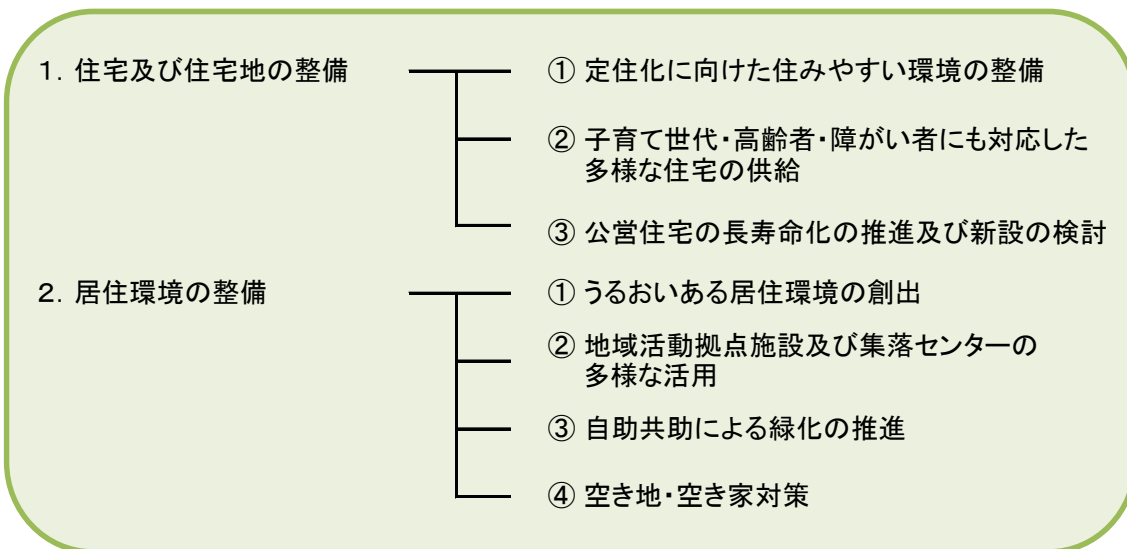 1．住宅及び住宅地の整備
① 定住化に向けた住みやすい環境の整備
② 子育て世代・高齢者・障がい者にも対応した
多様な住宅の供給
③ 公営住宅の長寿命化の推進及び新設の検討
2．居住環境の整備
① うるおいある居住環境の創出
② 地域活動拠点施設及び集落センターの
多様な活用
③ 自助共助による緑化の推進
④ 空き地・空き家対策